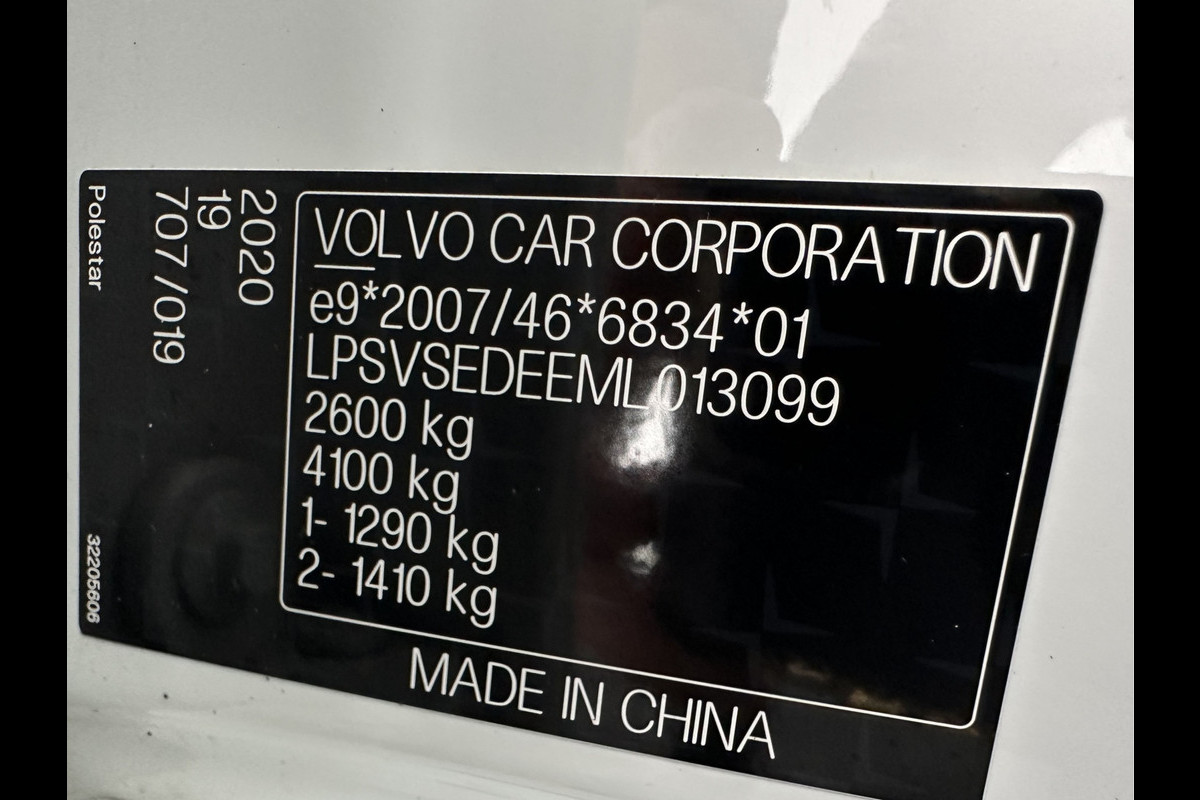 VOLVO CAR CORPORATION
e9*2007/46*6834*01
LPSVSEDEEML013099
2600 kg
4100 kg
1- 1290 kg
2- 1410 kg
MADE IN CHINA
2020
19
707/019
Polestar
32205606